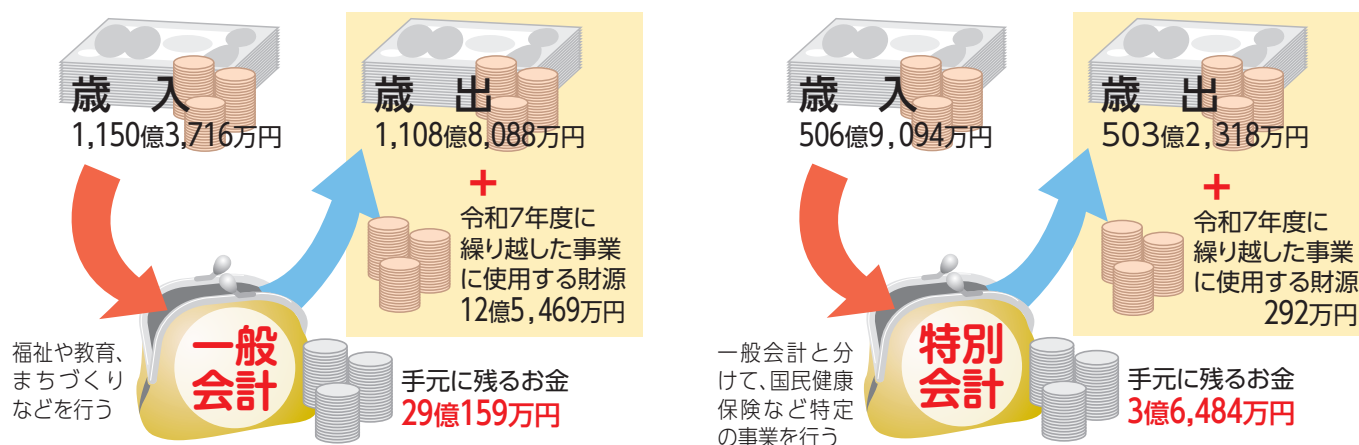 歳入
1,150億3,716万円
歳出
1,108億8,088万円
+
令和7年度に
繰り越した事業
に使用する財源
12億5,469万円
一般
会計
福祉や教育、
まちづくり
などを行う
手元に残るお金
29億159万円
歳入
506億9,094万円
歳出
503億2,318万円
+
令和7年度に
繰り越した事業
に使用する財源
292万円
特別
会計
一般会計と分
けて、国民健康
保険など特定
の事業を行う
手元に残るお金
3億6,484万円